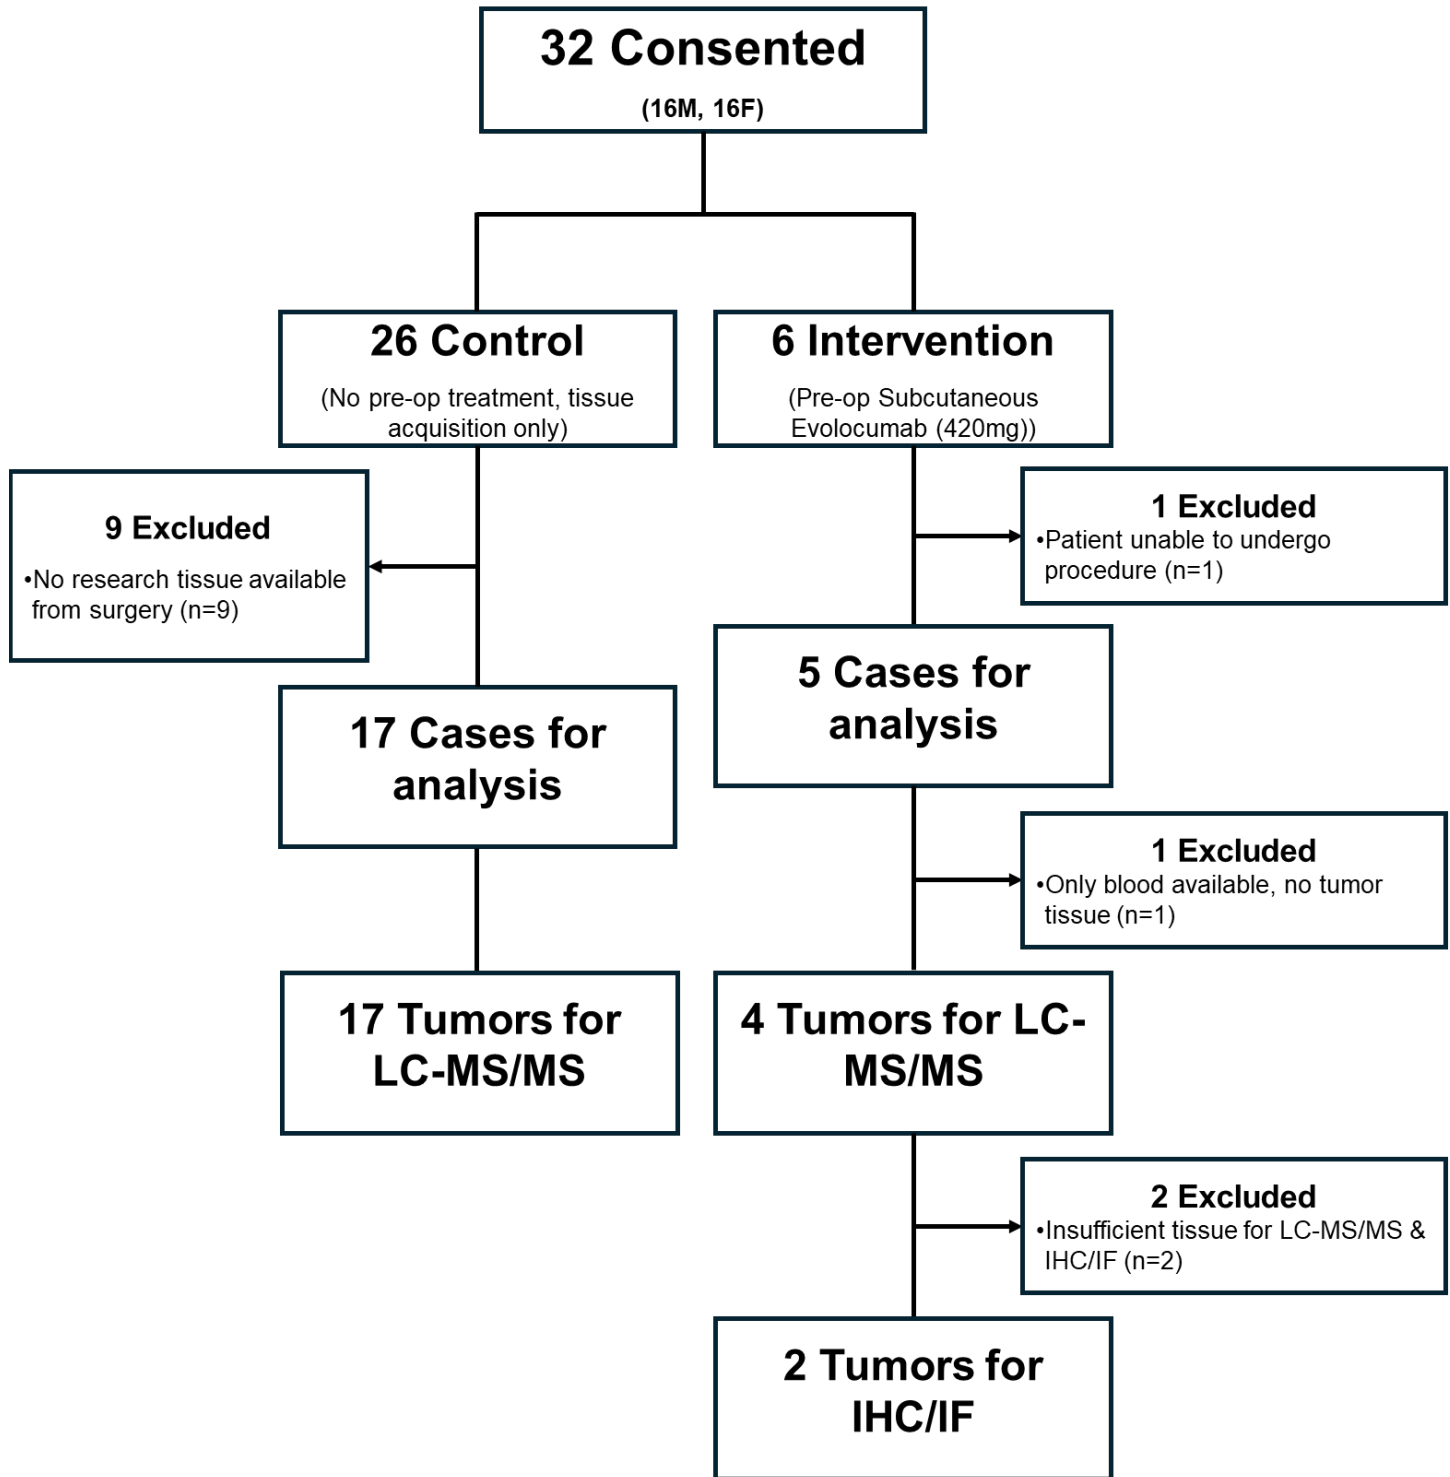 32 Consented
(16M, 16F)
26 Control
(No pre-op treatment, tissue
acquisition only)
6 Intervention
(Pre-op Subcutaneous
Evolocumab (420mg))
9 Excluded
•No research tissue available
from surgery (n=9)
1 Excluded
•Patient unable to undergo
procedure (n=1)
17 Cases for
analysis
5 Cases for
analysis
1 Excluded
•Only blood available, no tumor
tissue (n=1)
17 Tumors for
LC-MS/MS
4 Tumors for LC-
MS/MS
2 Excluded
•Insufficient tissue for LC-MS/MS &
IHC/IF (n=2)
2 Tumors for
IHC/IF